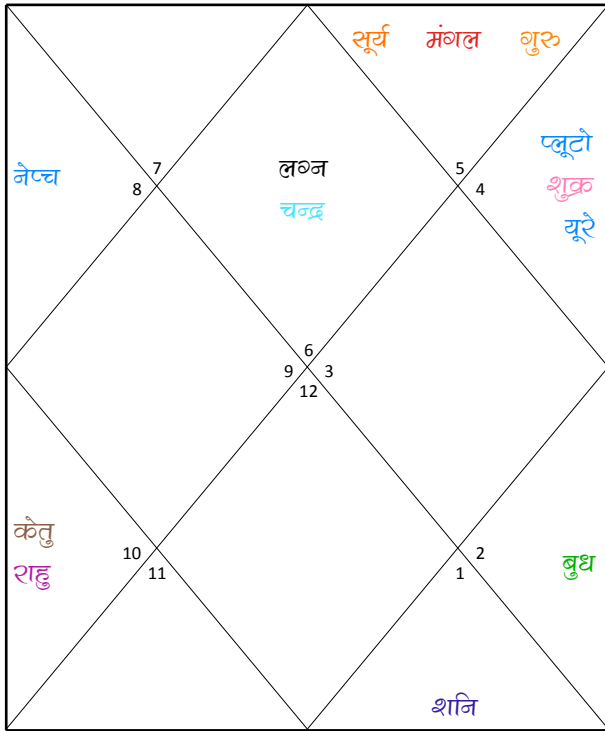 सूर्य मंगल गुरु
प्लूटो
7 लग्न 5
नेप्च 8 4 शुक्र
चन्द्र
यूरे
6
9 3
12
केतु
10 2
राहु 11 1 बुध
शनि